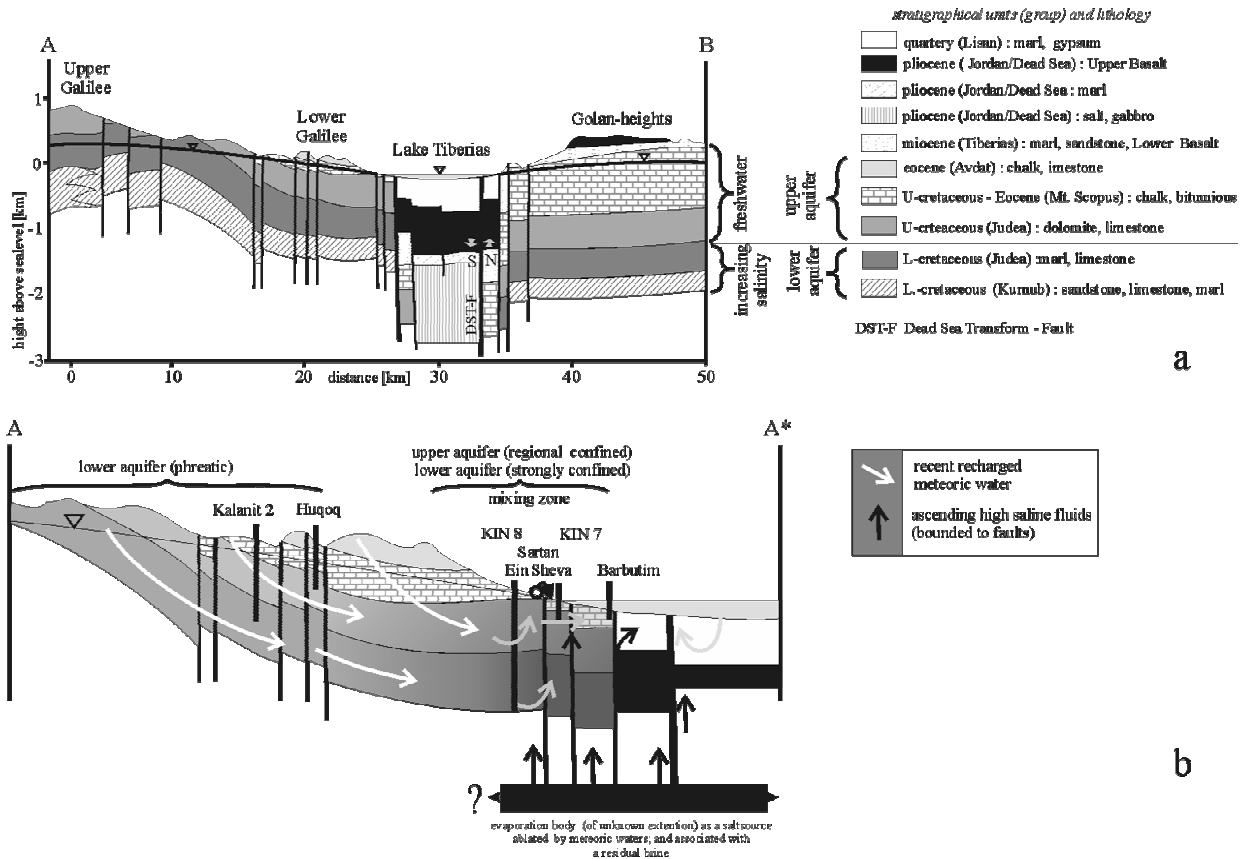 stratigraphical units (group) and lithology
A
B
Upper
Galilee
Lower
Galilee
Lake Tiberias
Golan-heights
quartery (Lisan) : marl, gypsum
pliocene ( Jordan/Dead Sea) : Upper Basalt
pliocene (Jordan/Dead Sea : marl
pliocene (Jordan/Dead Sea) : salt, gabbro
miocene (Tiberias) : marl, sandstone, Lower Basalt
eocene (Avdat) : chalk, imestone
U-cretaceous - Eocene (Mt. Scopus) : chalk, bitumious
U-crteaceous (Judea) : dolomite, limestone
L-cretaceous (Judea) :marl, limestone
L.-cretaceous (Kurnub) : sandstone, limestone, marl
DST-F Dead Sea Transform - Fault
freshwater
increasing
salinity
upper
aquifer
lower
aquifer
hight above sealevel [km]
1
0
-1
-2
-3
S N
DST-F
0 10 20 distance [km] 30 40 50
a
A
A*
lower aquifer (phreatic)
upper aquifer (regional confined)
lower aquifer (strongly confined)
mixing zone
Kalanit 2
Huqoq
KIN 8
KIN 7
Sartan
Ein Sheva
Barbutim
recent recharged
meteoric water
ascending high saline fluids
(bounded to faults)
?
evaporation body (of unknown extention) as a saltsource
ablated by meteoric waters; and associated with
a residual brine
b